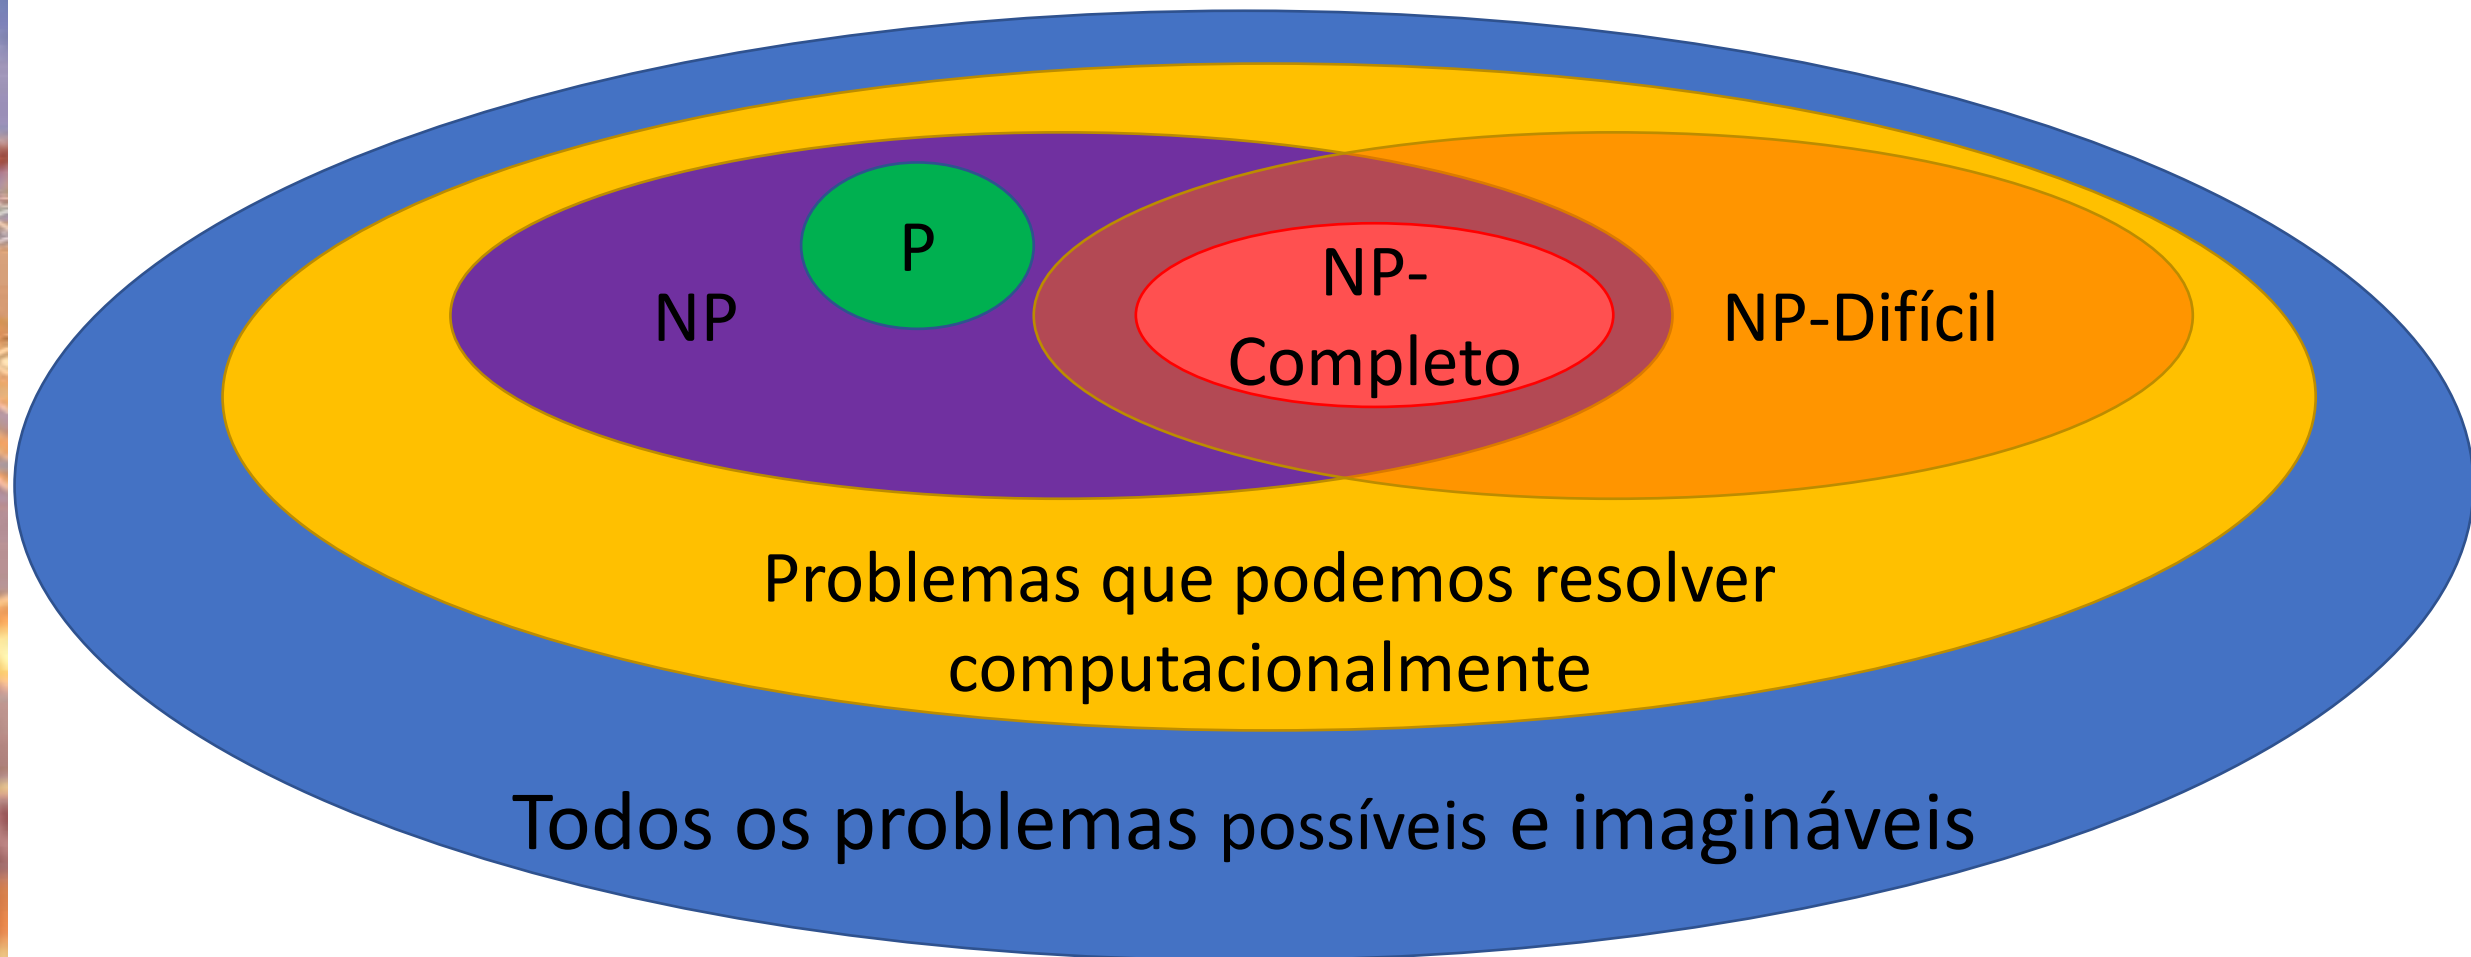 P
NP
NP-
Completo
NP-Difícil
Problemas que podemos resolver
computacionalmente
Todos os problemas possíveis e imagináveis